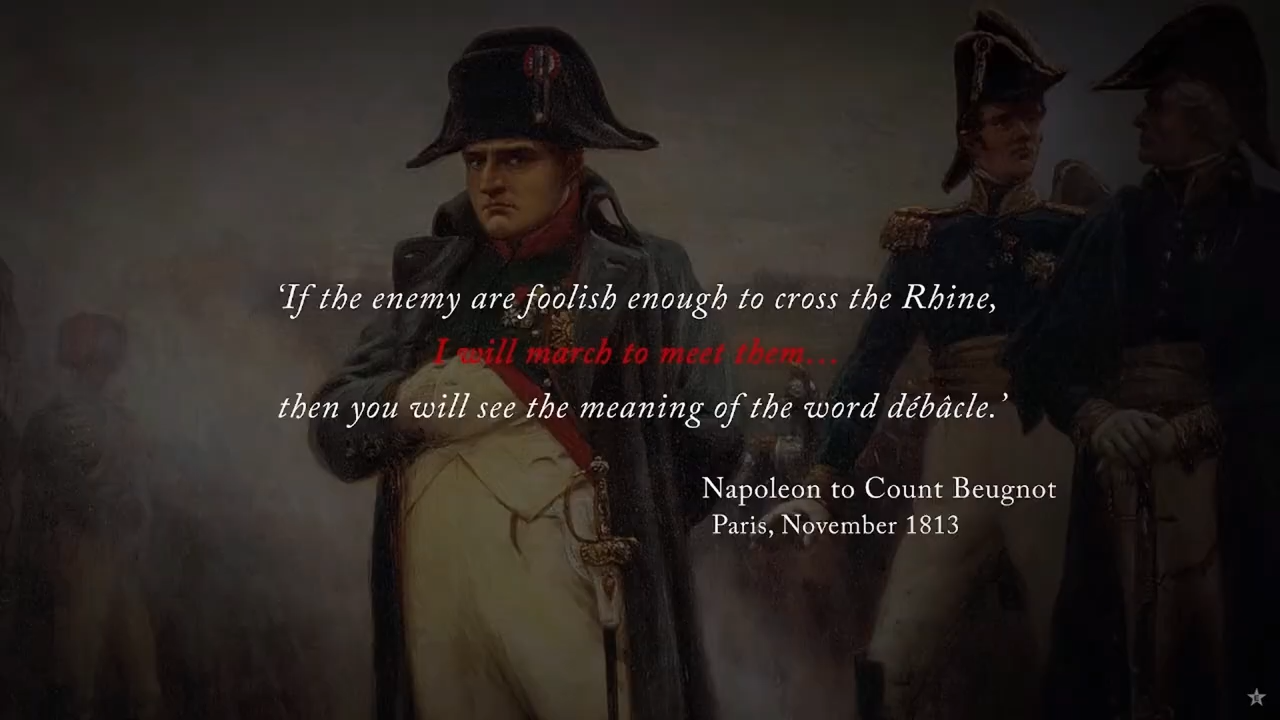 ‘If the enemy are foolish enough to cross the Rhine,
I will march to meet them...
then you will see the meaning of the word débâcle.’
Napoleon to Count Beugnot
Paris, November 1813